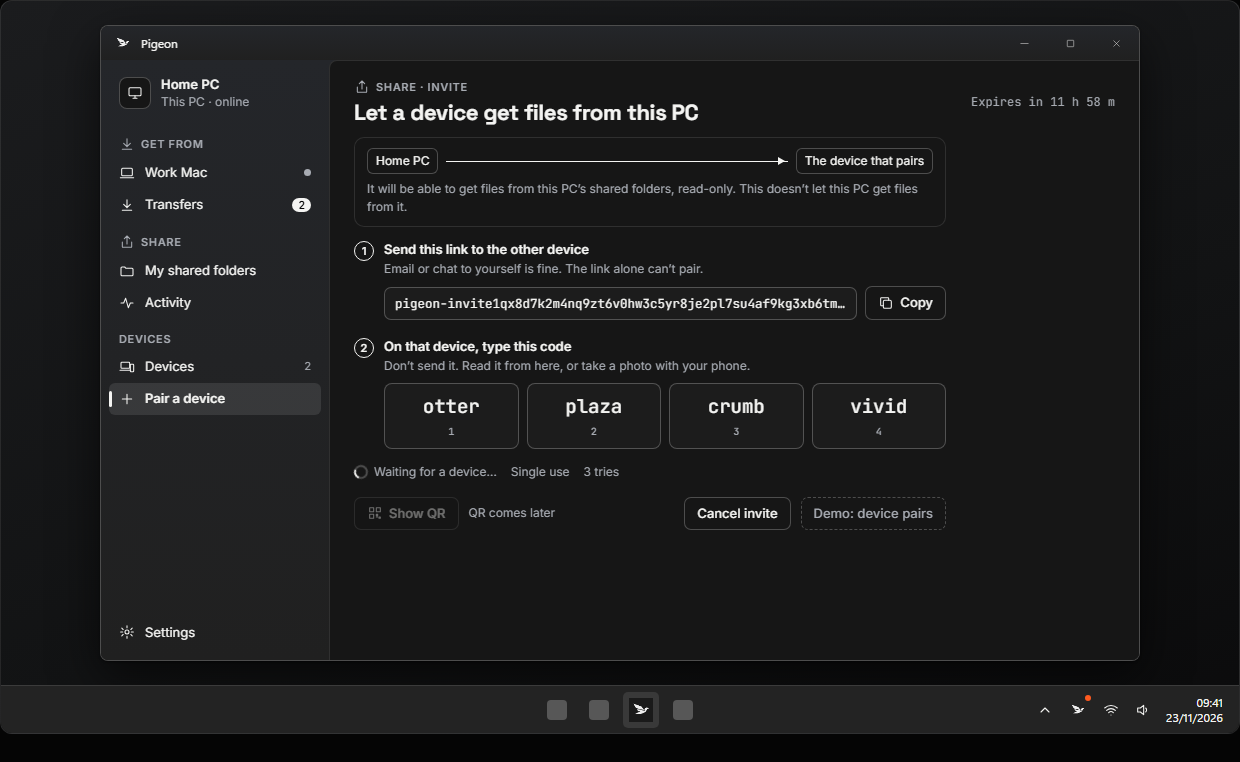 Pigeon
Home PC
This PC · online
GET FROM
Work Mac
Transfers 2
SHARE
My shared folders
Activity
DEVICES
Devices 2
Pair a device
Settings
SHARE · INVITE
Let a device get files from this PC
Expires in 11 h 58 m
Home PC The device that pairs
It will be able to get files from this PC’s shared folders, read-only. This doesn’t let this PC get files
from it.
1 Send this link to the other device
Email or chat to yourself is fine. The link alone can’t pair.
pigeon-invite1qx8d7k2m4nq9zt6v0hw3c5yr8je2pl7su4af9kg3xb6tm… Copy
2 On that device, type this code
Don’t send it. Read it from here, or take a photo with your phone.
otter plaza crumb vivid
1 2 3 4
Waiting for a device… Single use 3 tries
Show QR QR comes later Cancel invite Demo: device pairs
09:41
23/11/2026